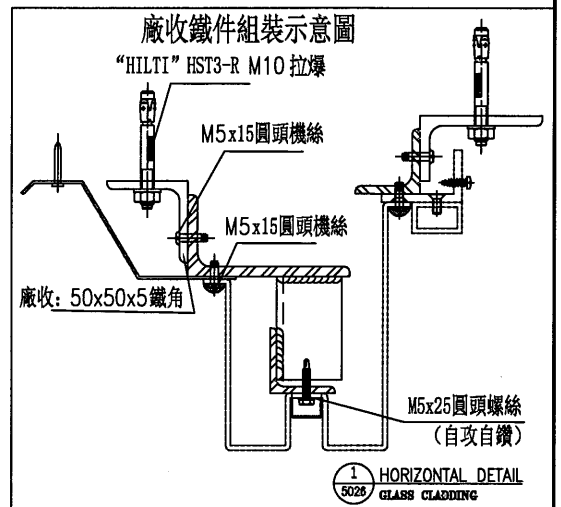 廠收鐵件組裝示意圖
“HILTI” HST3-R M10 拉爆
M5x15圓頭機絲
M5x15圓頭機絲
廠收: 50x50x5鐵角
M5x25圓頭螺絲
(自攻自鑽)
1 HORIZONTAL DETAIL
5026 GLASS CLADDING